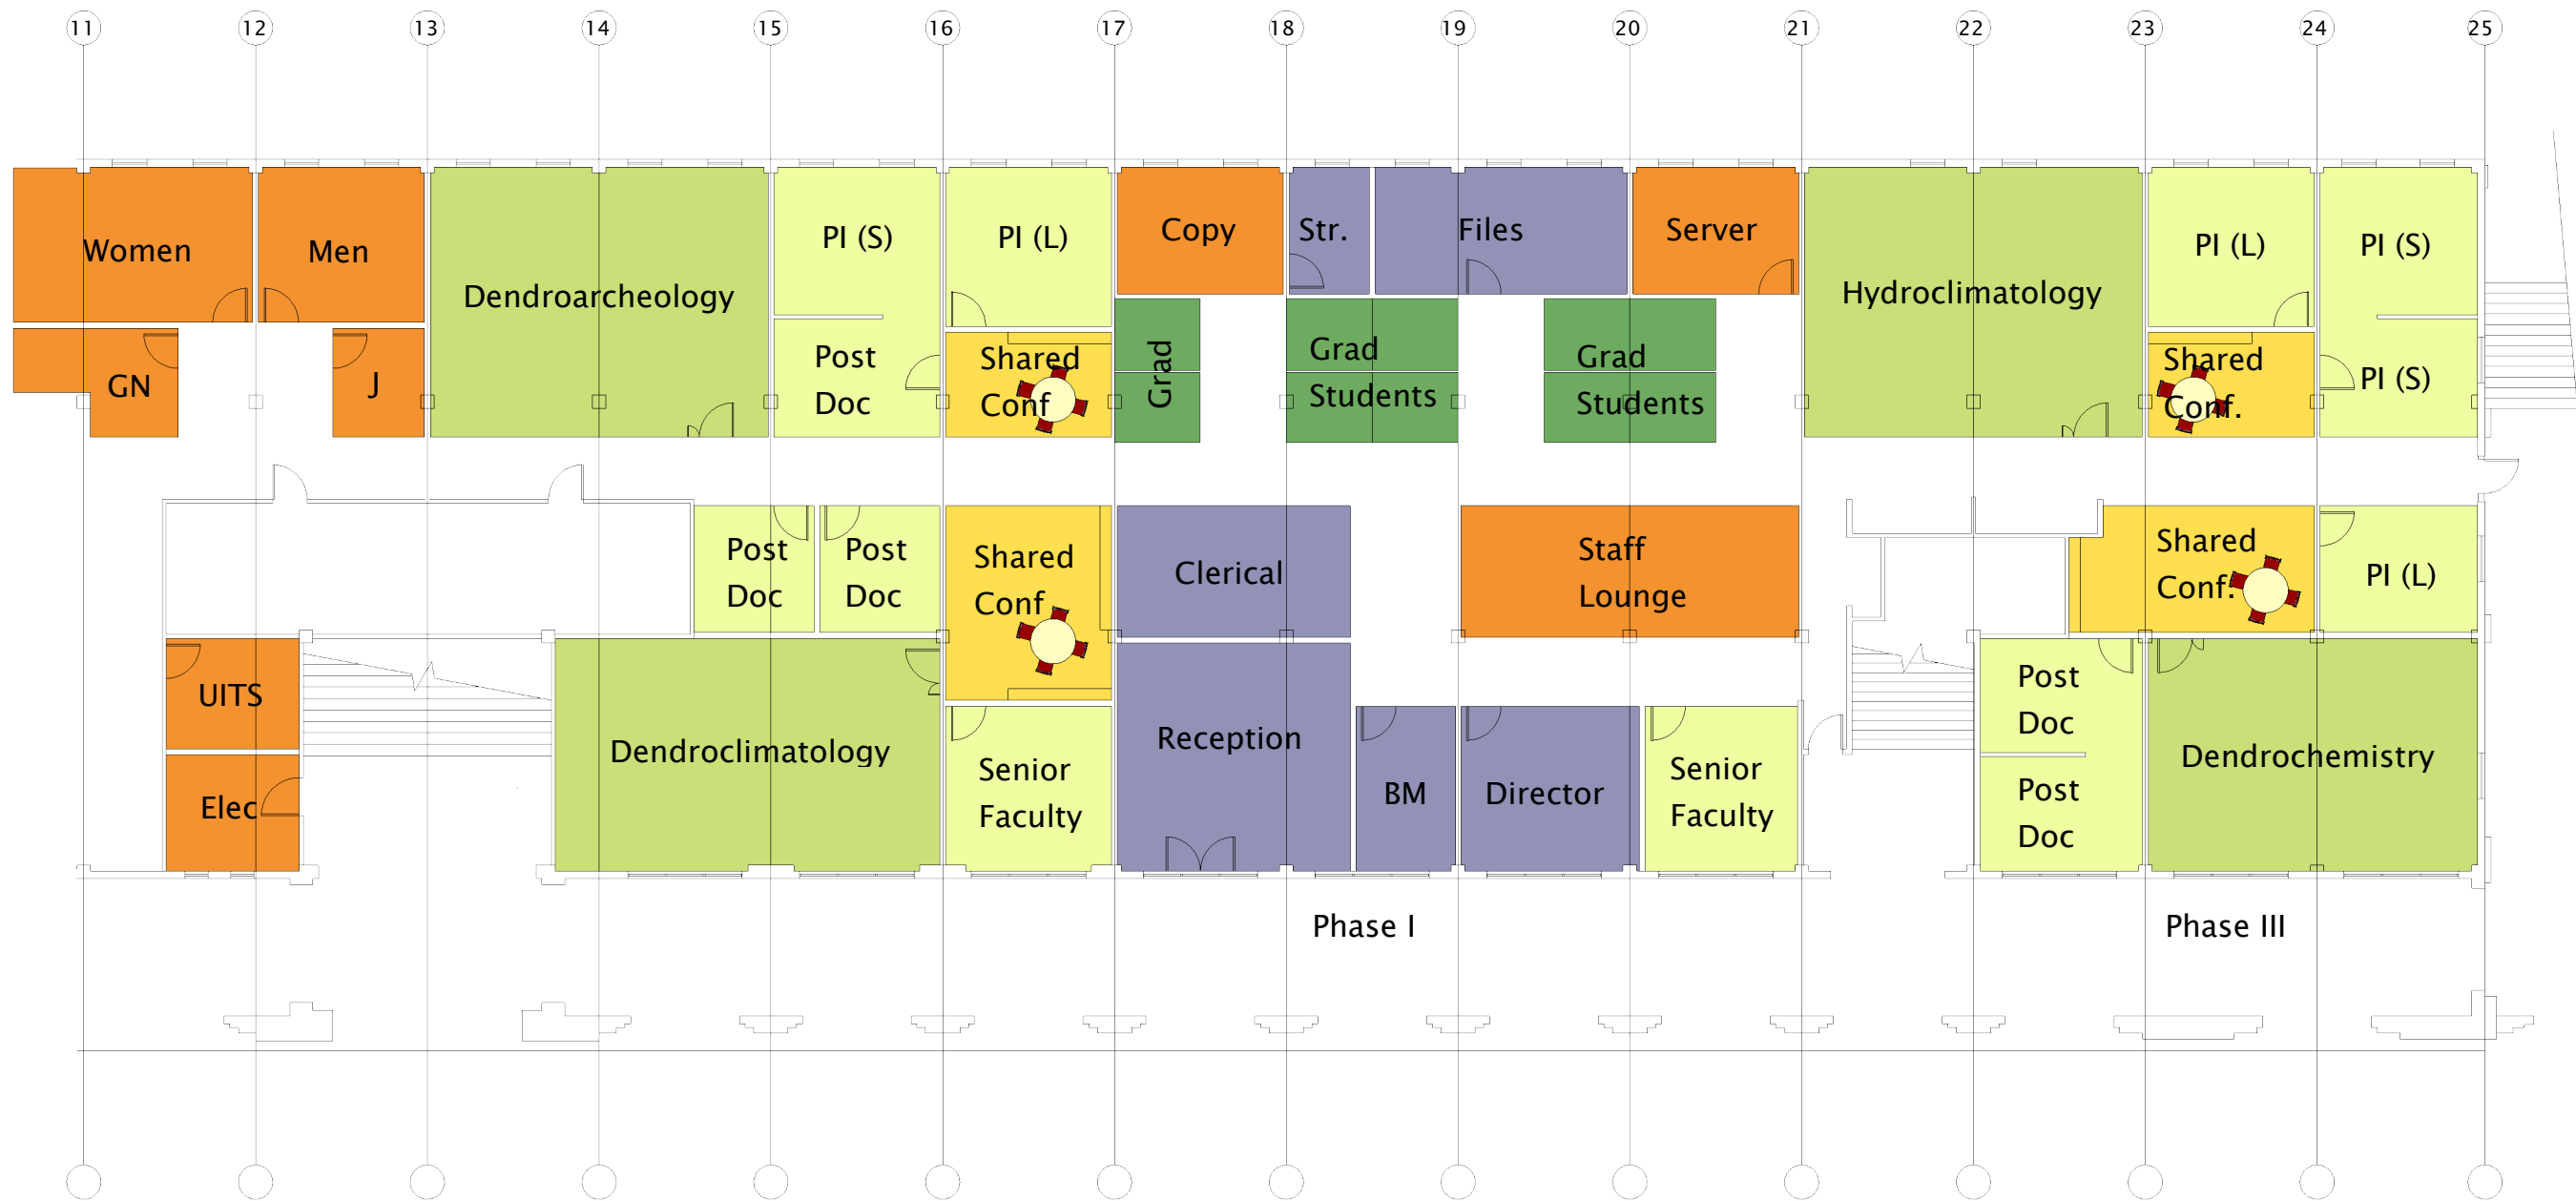 11 12 13 14 15 16 17 18 19 20 21 22 23 24 25
Women
Men
Dendroarcheology
PI (S)
PI (L)
Copy
Str.
Files
Server
Hydroclimatology
PI (L)
PI (S)
GN
J
Post
Doc
Shared
Conf
Grad
Grad
Students
Grad
Students
Shared
Conf.
PI (S)
Post
Doc
Post
Doc
Shared
Conf
Clerical
Staff
Lounge
Shared
Conf.
PI (L)
UITS
Elec
Dendroclimatology
Senior
Faculty
Reception
BM
Director
Senior
Faculty
Post
Doc
Post
Doc
Dendrochemistry
Phase I
Phase III